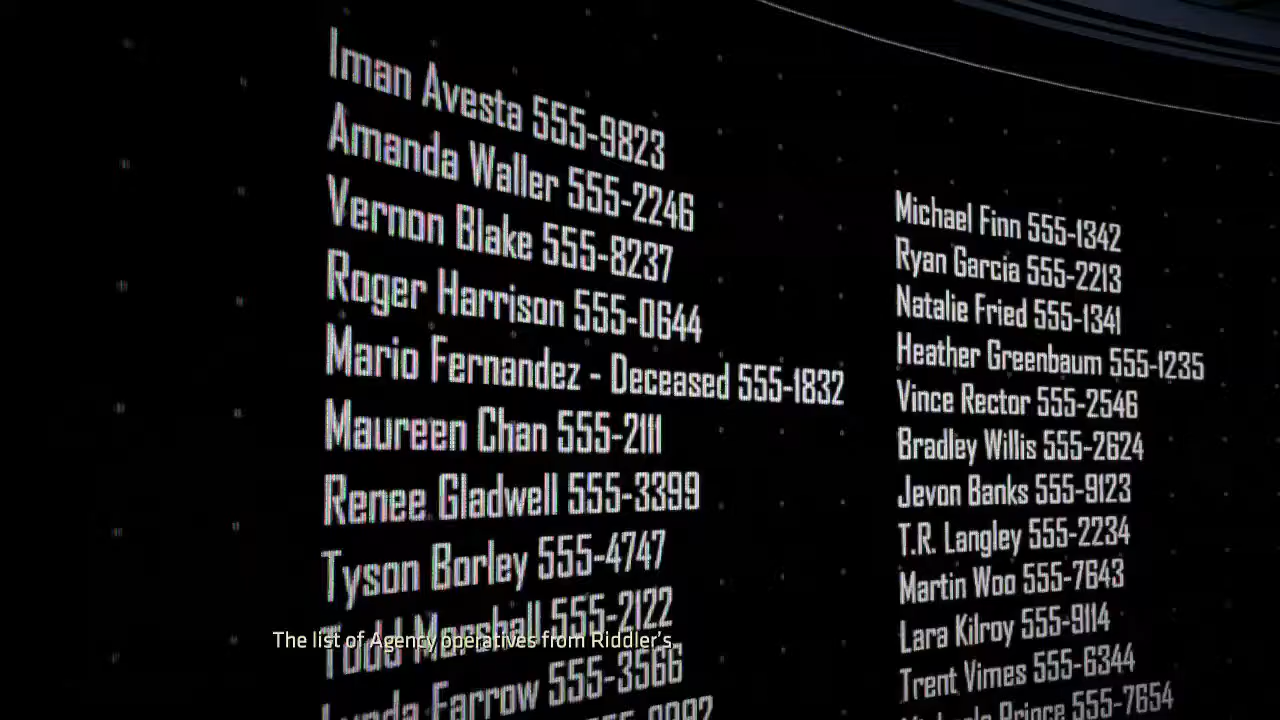 Iman Avesta 555-9823
Amanda Waller 555-2246
Vernon Blake 555-8237
Roger Harrison 555-0644
Mario Fernandez - Deceased 555-1832
Maureen Chan 555-2111
Renee Gladwell 555-3399
Tyson Borley 555-4747
Todd Marshall 555-2122
Farrow 555-3566
Michael Finn 555-1342
Ryan Garcia 555-2213
Natalie Fried 555-1341
Heather Greenbaum 555-1235
Vince Rector 555-2546
Bradley Willis 555-2624
Jevon Banks 555-9123
T.R. Langley 555-2234
Martin Woo 555-7643
Lara Kilroy 555-9114
Trent Vimes 555-6344
Prince 555-7654
The list of Agency operatives from Riddler's